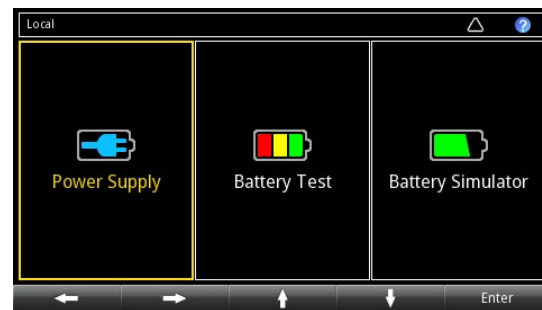 Local
?
Power Supply
Battery Test
Battery Simulator
Enter